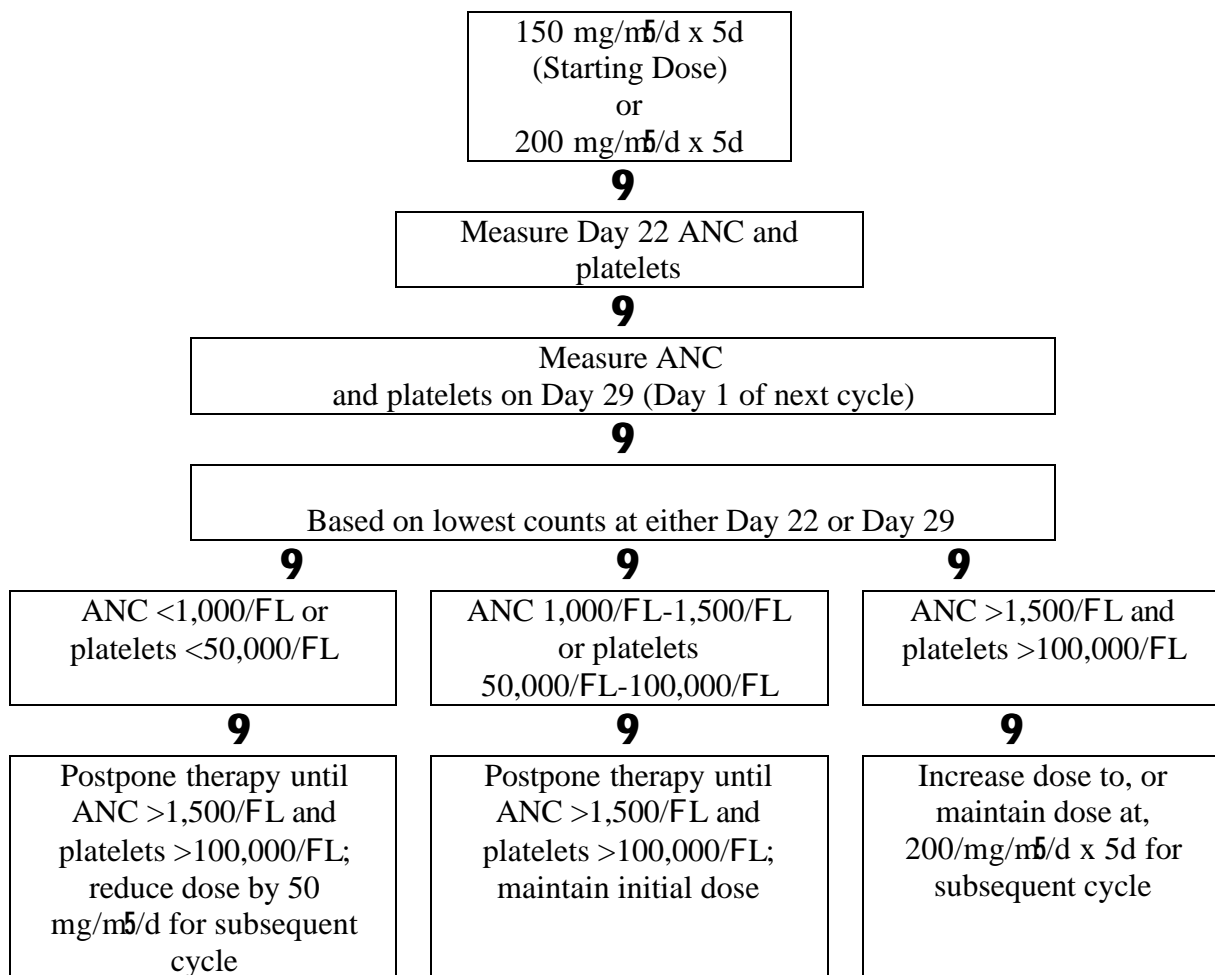 150 mg/m5/d x 5d
(Starting Dose)
or
200 mg/m5/d x 5d
9
Measure Day 22 ANC and
platelets
9
Measure ANC
and platelets on Day 29 (Day 1 of next cycle)
9
Based on lowest counts at either Day 22 or Day 29
9
9
9
ANC <1,000/FL or
platelets <50,000/FL
ANC 1,000/FL-1,500/FL
or platelets
50,000/FL-100,000/FL
ANC >1,500/FL and
platelets >100,000/FL
9
9
9
Postpone therapy until
ANC >1,500/FL and
platelets >100,000/FL;
reduce dose by 50
mg/m5/d for subsequent
cycle
Postpone therapy until
ANC >1,500/FL and
platelets >100,000/FL;
maintain initial dose
Increase dose to, or
maintain dose at,
200/mg/m5/d x 5d for
subsequent cycle